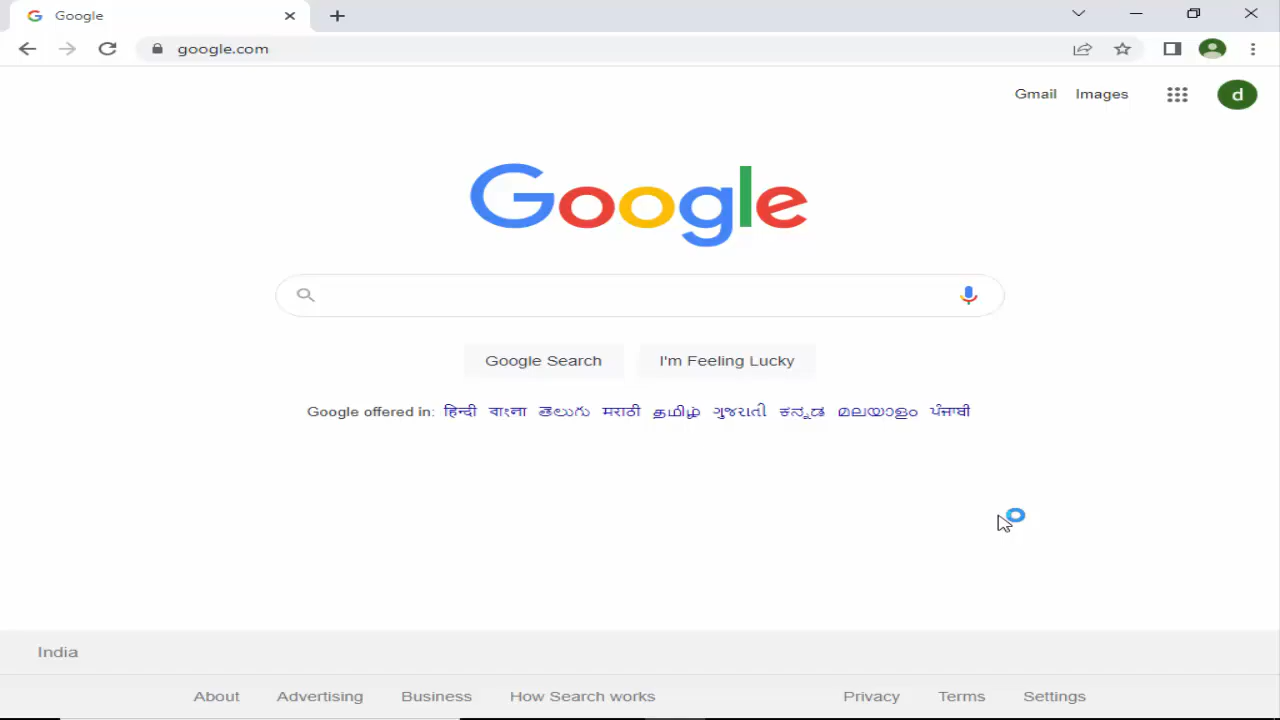 Google
google.com
Gmail Images
d
Google
Google Search I'm Feeling Lucky
Google offered in: हिन्दी বাংলা తెలుగు मराठी தமிழ் ગુજરાતી ಕನ್ನಡ മലയാളം ਪੰਜਾਬੀ
India
About Advertising Business How Search works Privacy Terms Settings